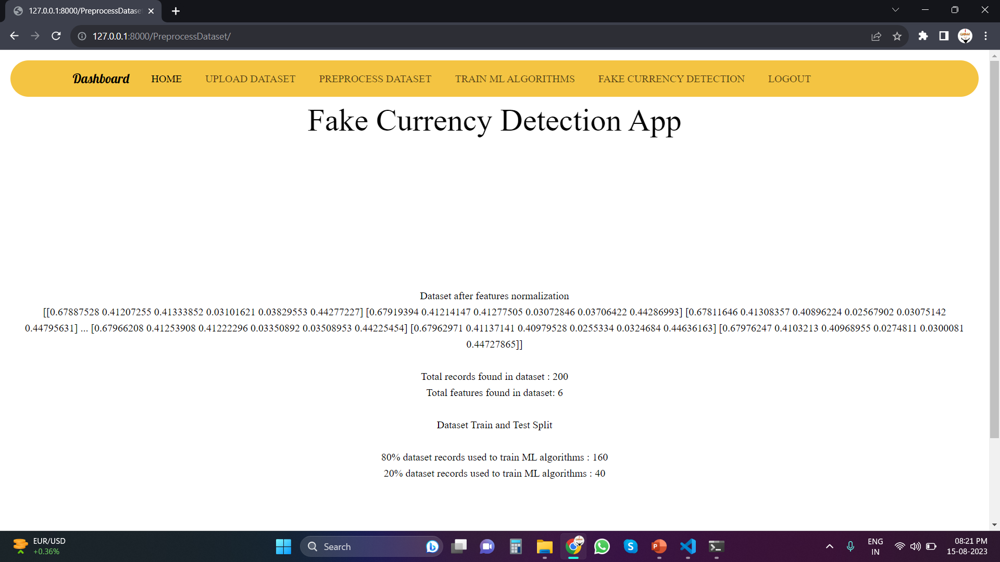 127.0.0.1:8000/PreprocessDatase
127.0.0.1:8000/PreprocessDataset/
Dashboard HOME UPLOAD DATASET PREPROCESS DATASET TRAIN ML ALGORITHMS FAKE CURRENCY DETECTION LOGOUT
Fake Currency Detection App
Dataset after features normalization
[[0.67887528 0.41207255 0.41333852 0.03101621 0.03829553 0.44277227] [0.67919394 0.41214147 0.41277505 0.03072846 0.03706422 0.44286993] [0.67811646 0.41308357 0.40896224 0.02567902 0.03075142
0.44795631] ... [0.67966208 0.41253908 0.41222296 0.03350892 0.03508953 0.44225454] [0.67962971 0.41137141 0.40979528 0.0255334 0.0324684 0.44636163] [0.67976247 0.4103213 0.40968955 0.0274811 0.0300081
0.44727865]]
Total records found in dataset : 200
Total features found in dataset: 6
Dataset Train and Test Split
80% dataset records used to train ML algorithms : 160
20% dataset records used to train ML algorithms : 40
EUR/USD
+0.36%
Search
ENG
IN
08:21 PM
15-08-2023